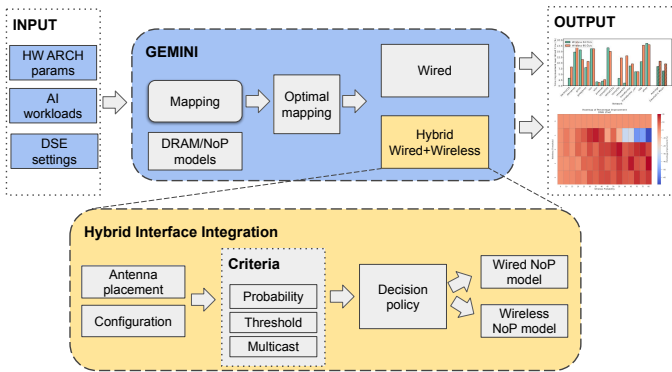 INPUT
HW ARCH
params
AI
workloads
DSE
settings
GEMINI
Mapping
DRAM/NoP
models
Optimal
mapping
Wired
Hybrid
Wired+Wireless
OUTPUT
Hybrid Interface Integration
Antenna
placement
Configuration
Criteria
Probability
Threshold
Multicast
Decision
policy
Wired NoP
model
Wireless
NoP model